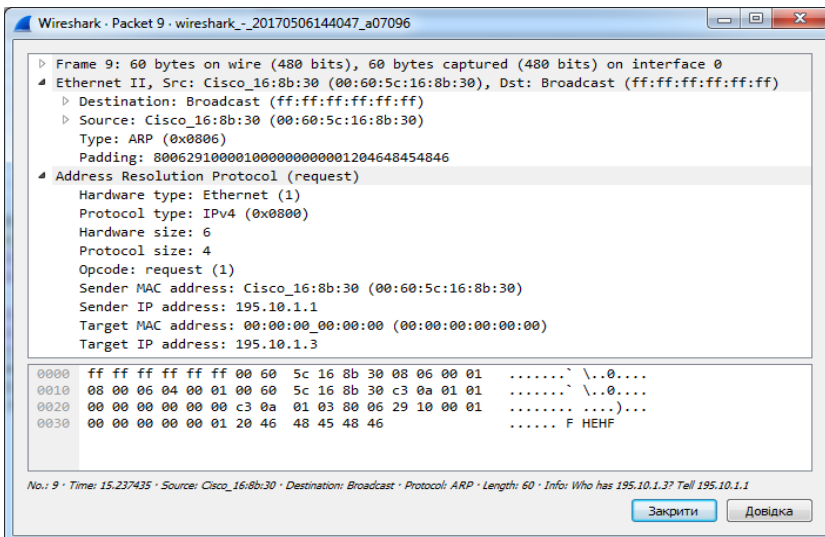 Wireshark · Packet 9 · wireshark_-_20170506144047_a07096
Frame 9: 60 bytes on wire (480 bits), 60 bytes captured (480 bits) on interface 0
Ethernet II, Src: Cisco_16:8b:30 (00:60:5c:16:8b:30), Dst: Broadcast (ff:ff:ff:ff:ff:ff)
Destination: Broadcast (ff:ff:ff:ff:ff:ff)
Source: Cisco_16:8b:30 (00:60:5c:16:8b:30)
Type: ARP (0x0806)
Padding: 800629100001000000000001204648454846
Address Resolution Protocol (request)
Hardware type: Ethernet (1)
Protocol type: IPv4 (0x0800)
Hardware size: 6
Protocol size: 4
Opcode: request (1)
Sender MAC address: Cisco_16:8b:30 (00:60:5c:16:8b:30)
Sender IP address: 195.10.1.1
Target MAC address: 00:00:00_00:00:00 (00:00:00:00:00:00)
Target IP address: 195.10.1.3
0000 ff ff ff ff ff ff 00 60 5c 16 8b 30 08 06 00 01 .......` \..0....
0010 08 00 06 04 00 01 00 60 5c 16 8b 30 c3 0a 01 01 .......` \..0....
0020 00 00 00 00 00 00 c3 0a 01 03 80 06 29 10 00 01 ........ ....)...
0030 00 00 00 00 00 01 20 46 48 45 48 46 ...... F HEHF
No.: 9 · Time: 15.237435 · Source: Cisco_16:8b:30 · Destination: Broadcast · Protocol: ARP · Length: 60 · Info: Who has 195.10.1.3? Tell 195.10.1.1
Закрити Довідка